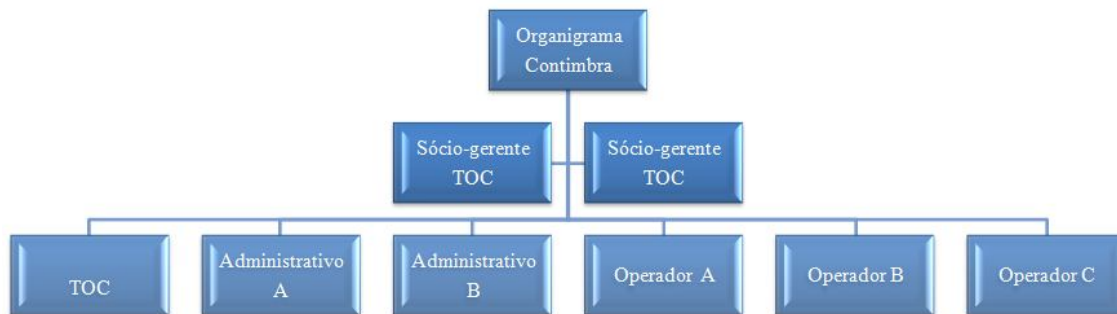 Organigrama
Contimbra
Sócio-gerente
TOC
Sócio-gerente
TOC
TOC
Administrativo
A
Administrativo
B
Operador A
Operador B
Operador C